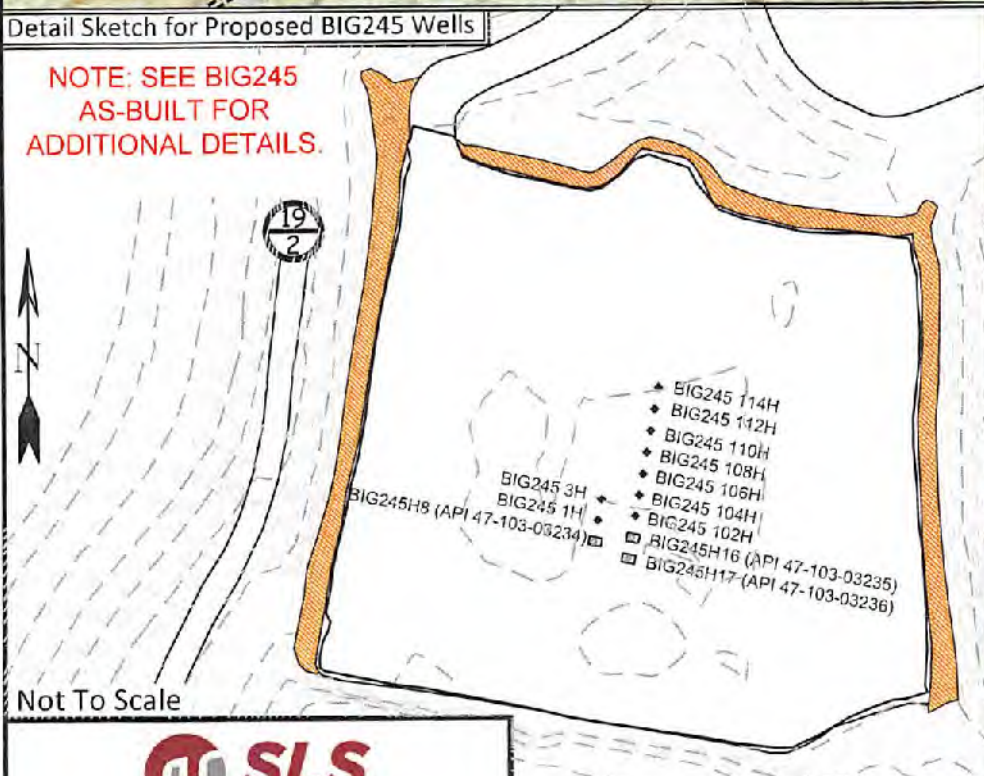 Detail Sketch for Proposed BIG245 Wells
NOTE: SEE BIG245
AS-BUILT FOR
ADDITIONAL DETAILS.
19
2
N
BIG245 114H
BIG245 112H
BIG245 110H
BIG245 108H
BIG245 106H
BIG245 104H
BIG245 102H
BIG245H16 (API 47-103-03235)
BIG245H17 (API 47-103-03236)
BIG245 3H
BIG245 1H
BIG245H8 (API 47-103-03234)
Not To Scale
SLS